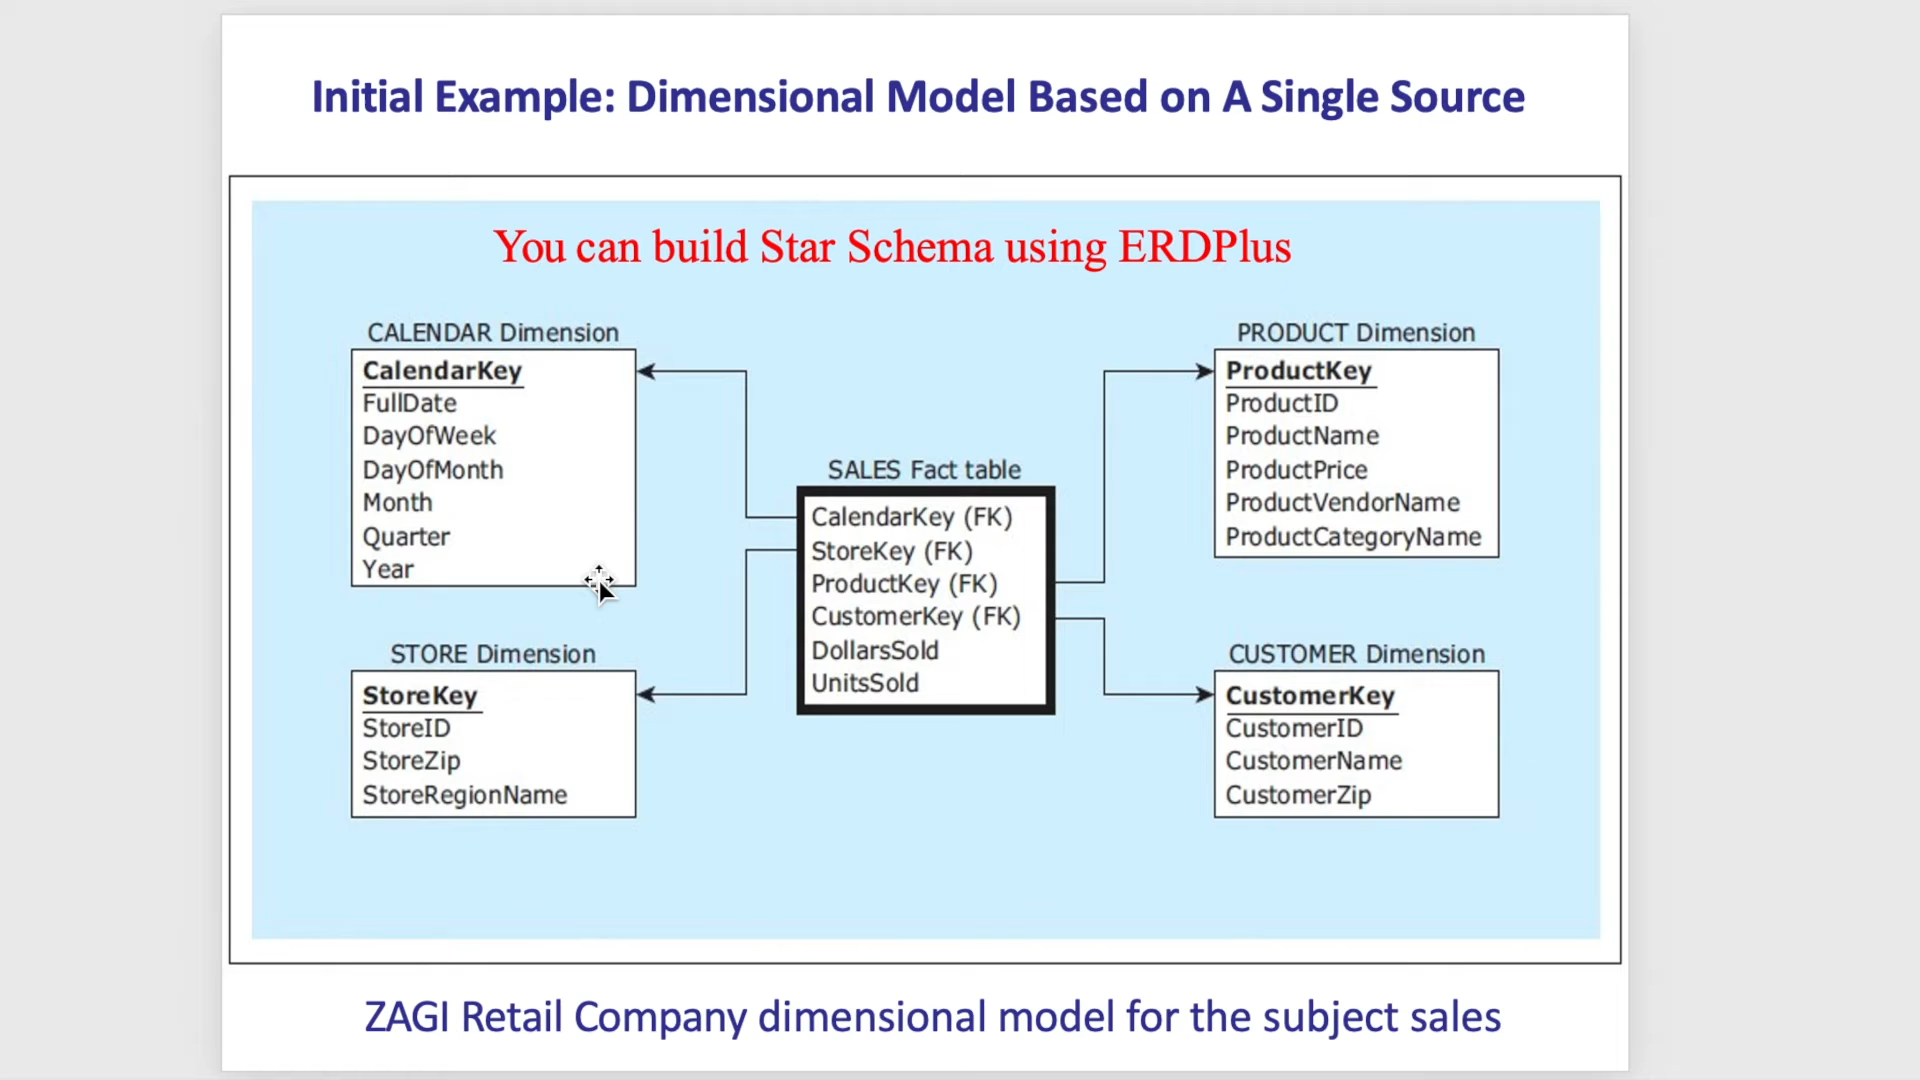 Initial Example: Dimensional Model Based on A Single Source
You can build Star Schema using ERDPlus
CALENDAR Dimension
CalendarKey
FullDate
DayOfWeek
DayOfMonth
Month
Quarter
Year
STORE Dimension
StoreKey
StoreID
StoreZip
StoreRegionName
SALES Fact table
CalendarKey (FK)
StoreKey (FK)
ProductKey (FK)
CustomerKey (FK)
DollarsSold
UnitsSold
PRODUCT Dimension
ProductKey
ProductID
ProductName
ProductPrice
ProductVendorName
ProductCategoryName
CUSTOMER Dimension
CustomerKey
CustomerID
CustomerName
CustomerZip
ZAGI Retail Company dimensional model for the subject sales